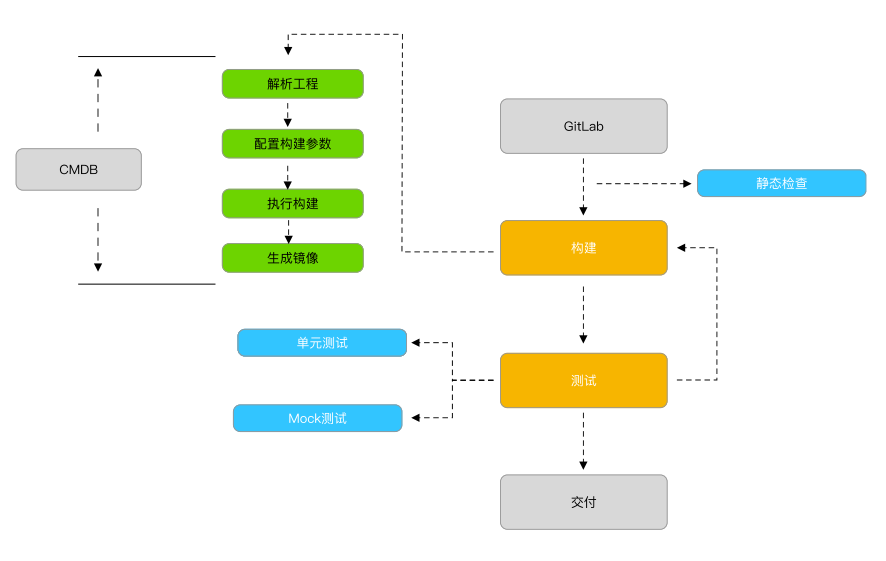 解析工程
GitLab
配置构建参数
CMDB
静态检查
执行构建
构建
生成镜像
单元测试
测试
Mock测试
交付